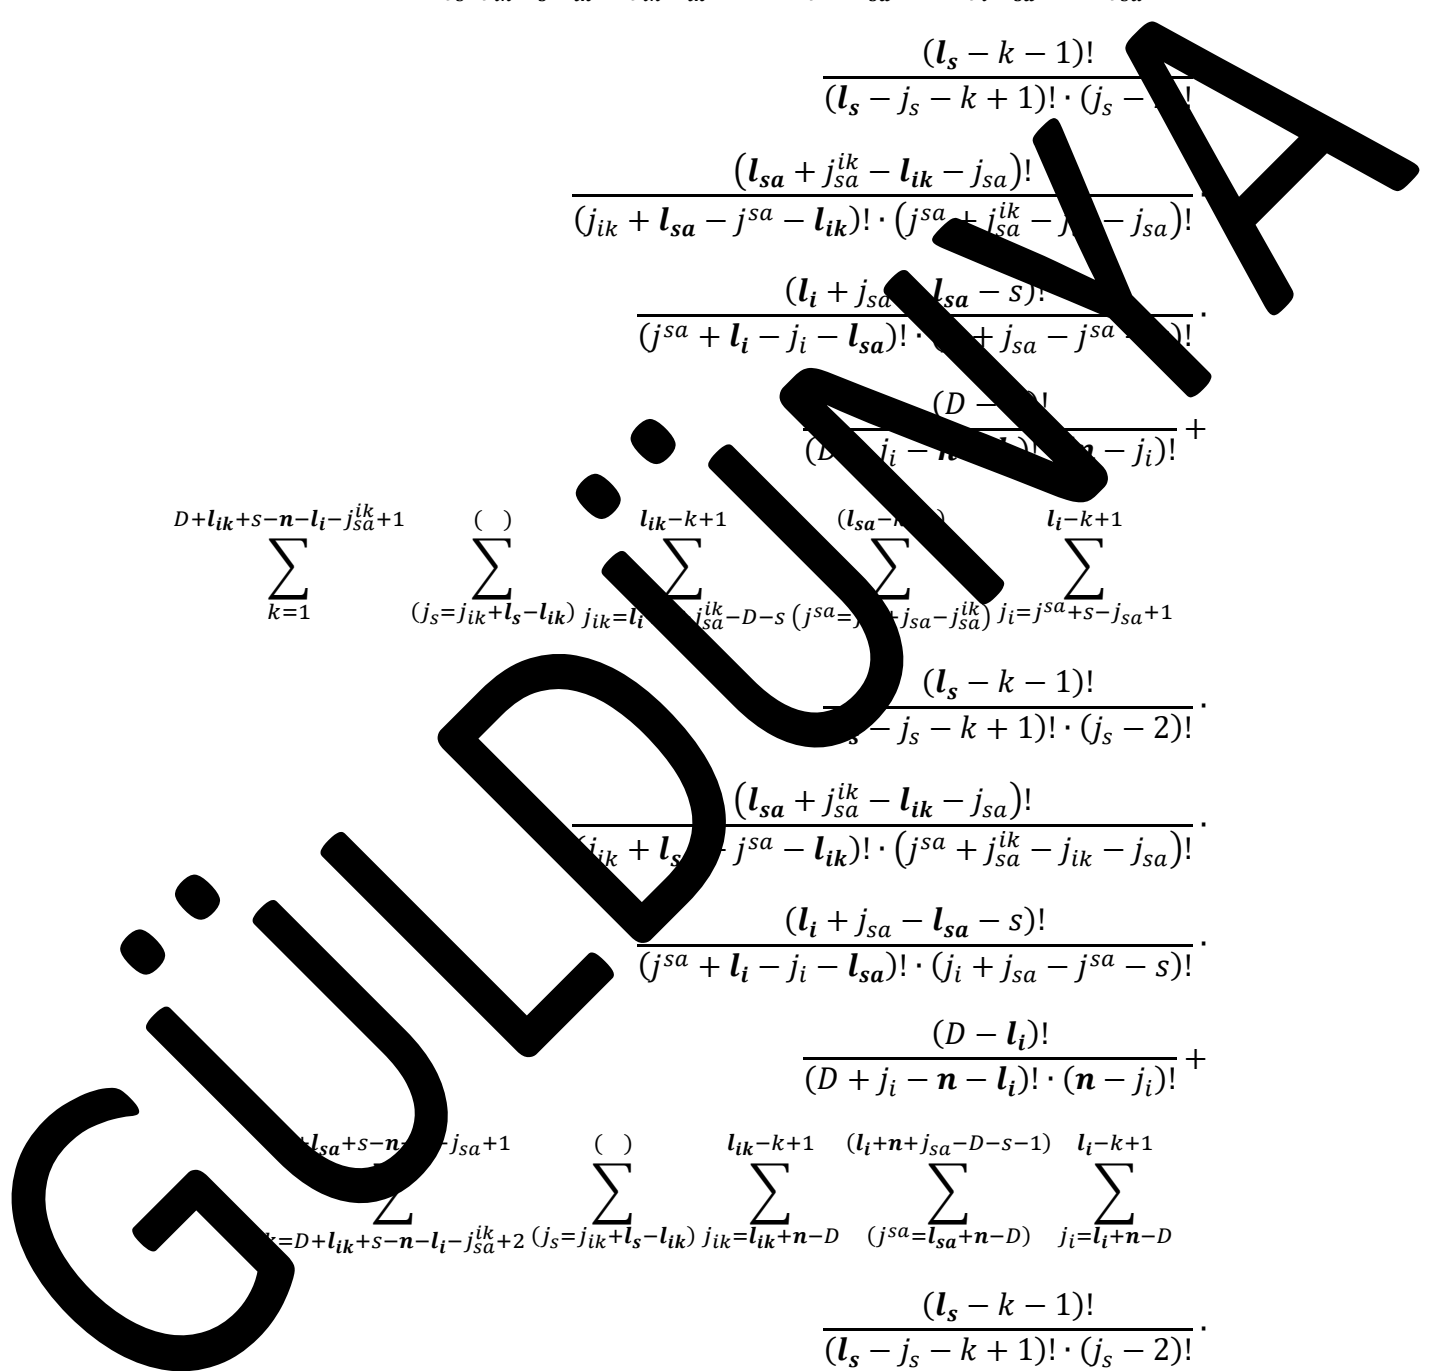 (l_s − k − 1)!
(l_s − j_s − k + 1)! · (j_s −
(l_sa + j_sa^ik − l_ik − j_sa)!
(j_ik + l_sa − j^sa − l_ik)! · (j^sa + j_sa^ik − − j_sa)!
(l_i + j_sa l_sa − s)!
(j^sa + l_i − j_i − l_sa)! · + j_sa − j^sa )! ·
(D − )!
(D j_i − n )! n − j_i)! +
D+l_ik+s−n−l_i−j_sa^ik+1 ( ) l_ik−k+1 l_i−k+1
∑ ∑ ∑ ∑ ∑
k=1 (j_s=j_ik+l_s−l_ik) j_ik=l_i j_sa^ik−D−s (j^sa= +j_sa−j_sa^ik) j_i=j^sa+s−j_sa+1
(l_s − k − 1)!
− j_s − k + 1)! · (j_s − 2)! ·
(l_sa + j_sa^ik − l_ik − j_sa)!
(j_ik + l_sa − j^sa − l_ik)! · (j^sa + j_sa^ik − j_ik − j_sa)! ·
(l_i + j_sa − l_sa − s)!
(j^sa + l_i − j_i − l_sa)! · (j_i + j_sa − j^sa − s)! ·
(D − l_i)!
(D + j_i − n − l_i)! · (n − j_i)! +
l_sa+s−n −j_sa+1 ( ) l_ik−k+1 (l_i+n+j_sa−D−s−1) l_i−k+1
∑ ∑ ∑ ∑ ∑
k=D+l_ik+s−n−l_i−j_sa^ik+2 (j_s=j_ik+l_s−l_ik) j_ik=l_ik+n−D (j^sa=l_sa+n−D) j_i=l_i+n−D
(l_s − k − 1)!
(l_s − j_s − k + 1)! · (j_s − 2)! ·
GÜLDÜNYA